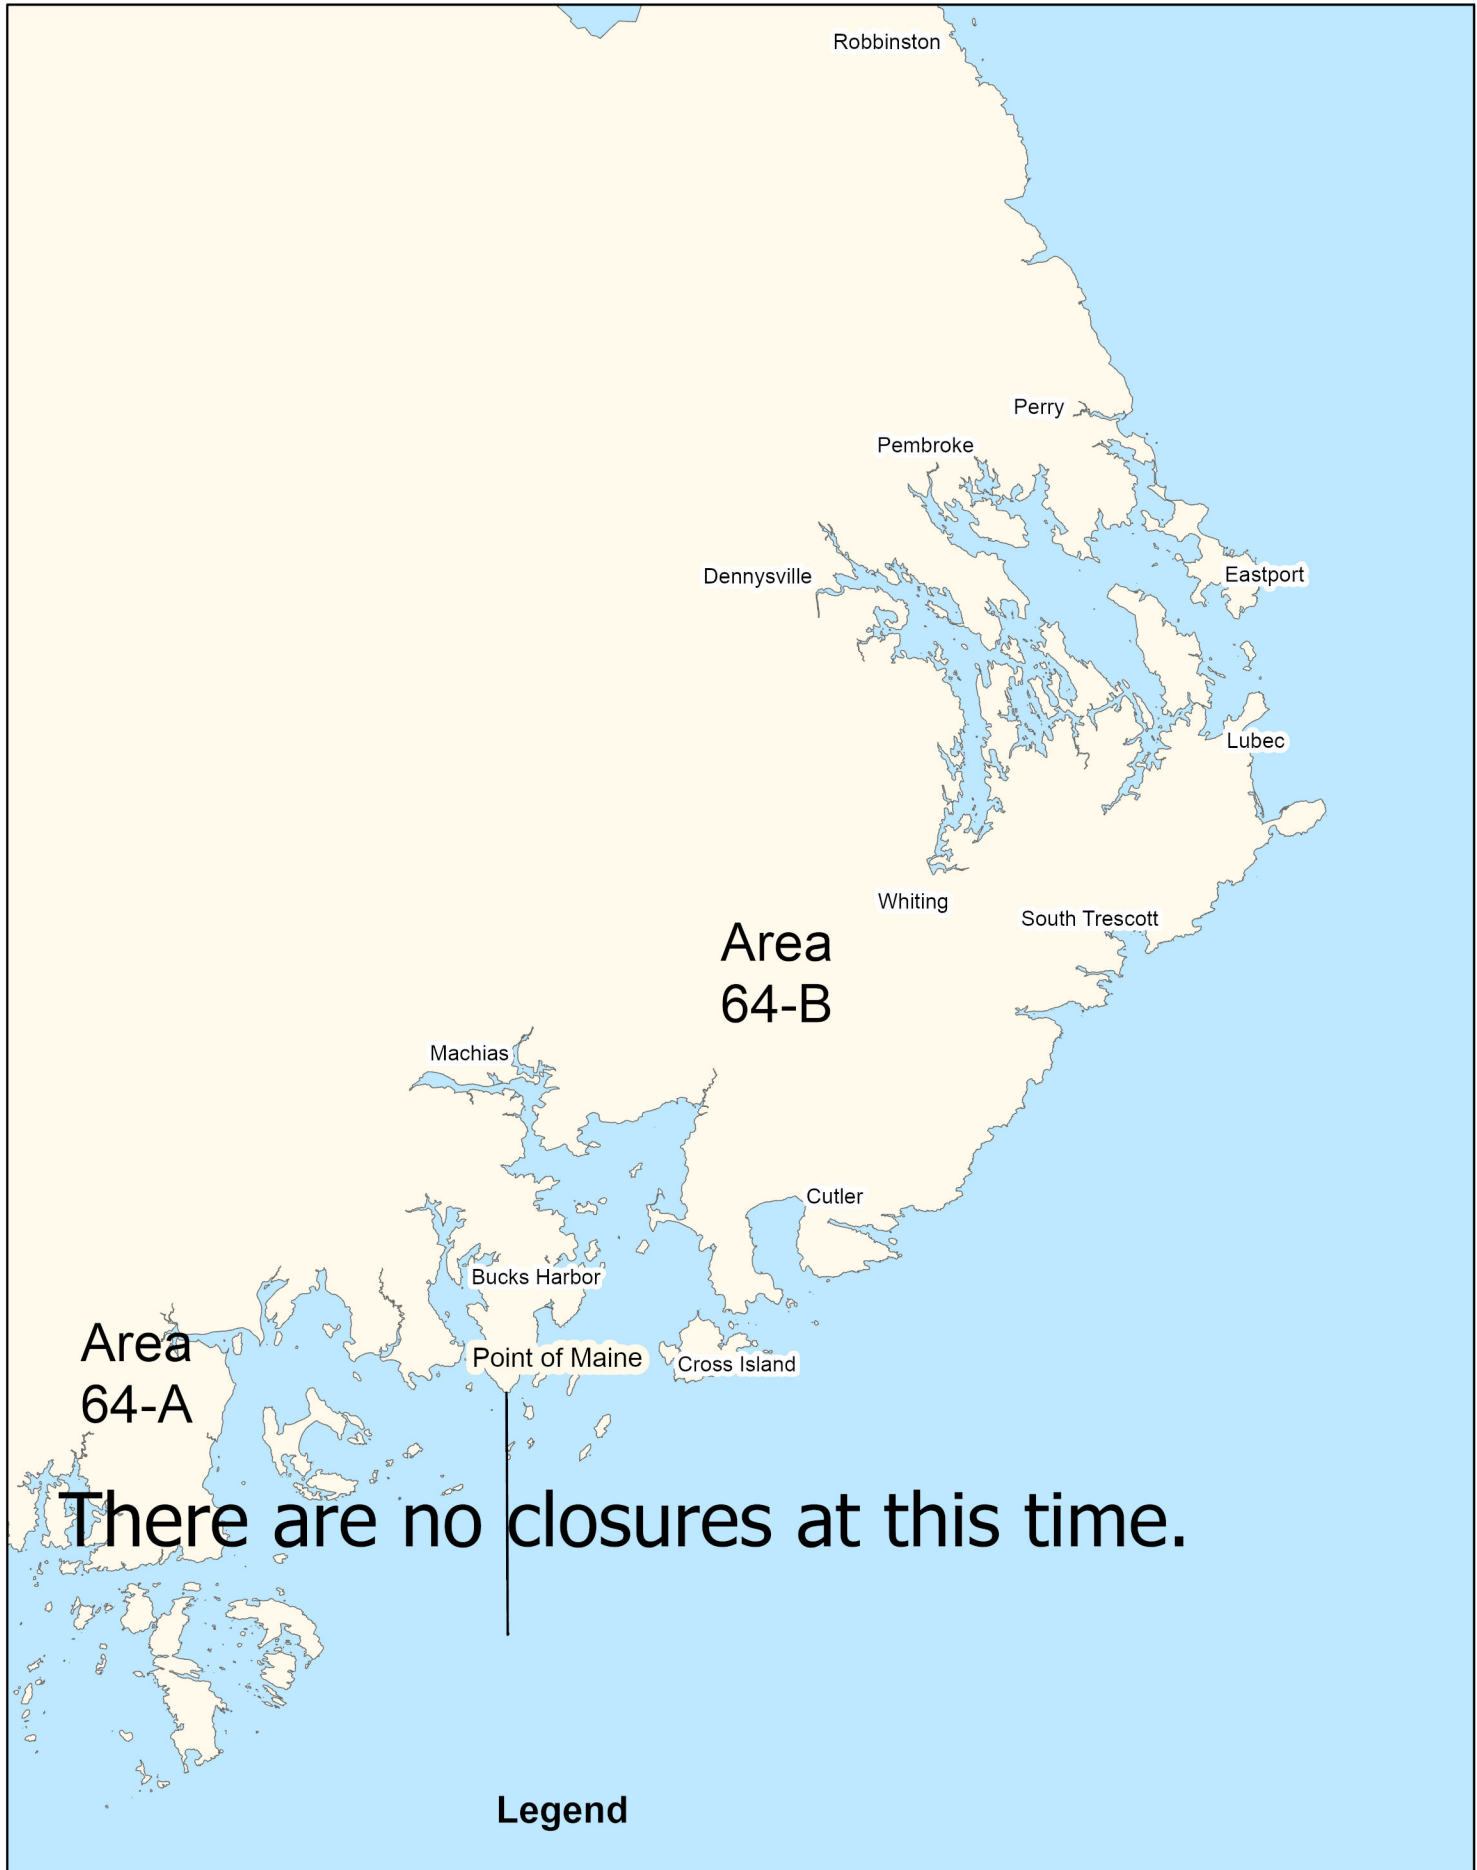 Robbinston
Perry
Pembroke
Dennysville
Eastport
Lubec
Whiting
South Trescott
Area
64-B
Machias
Cutler
Bucks Harbor
Area
64-A
Point of Maine
Cross Island
There are no closures at this time.
Legend